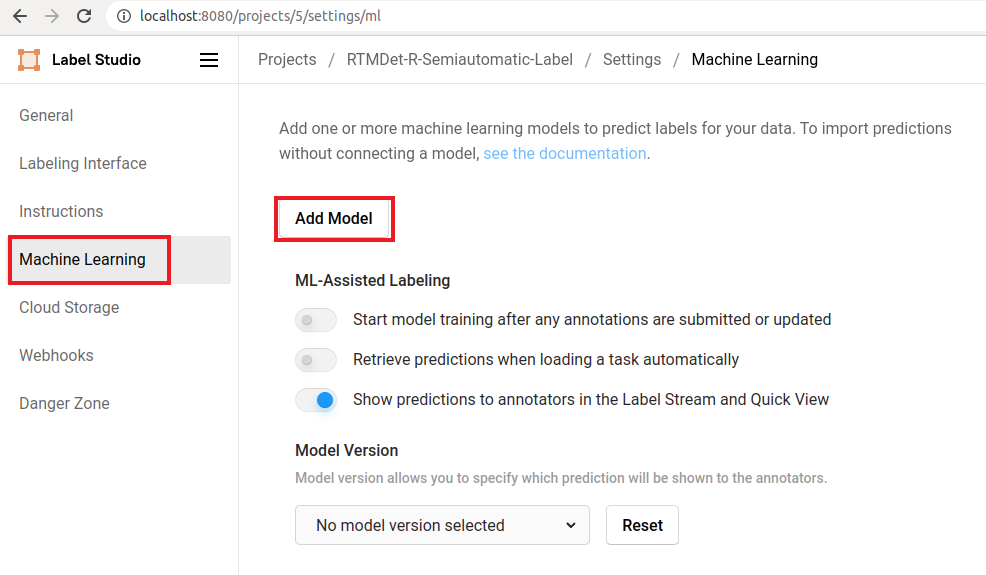 localhost:8080/projects/5/settings/ml
Label Studio
Projects / RTMDet-R-Semiautomatic-Label / Settings / Machine Learning
General
Labeling Interface
Instructions
Machine Learning
Cloud Storage
Webhooks
Danger Zone
Add one or more machine learning models to predict labels for your data. To import predictions
without connecting a model, see the documentation.
Add Model
ML-Assisted Labeling
Start model training after any annotations are submitted or updated
Retrieve predictions when loading a task automatically
Show predictions to annotators in the Label Stream and Quick View
Model Version
Model version allows you to specify which prediction will be shown to the annotators.
No model version selected
Reset